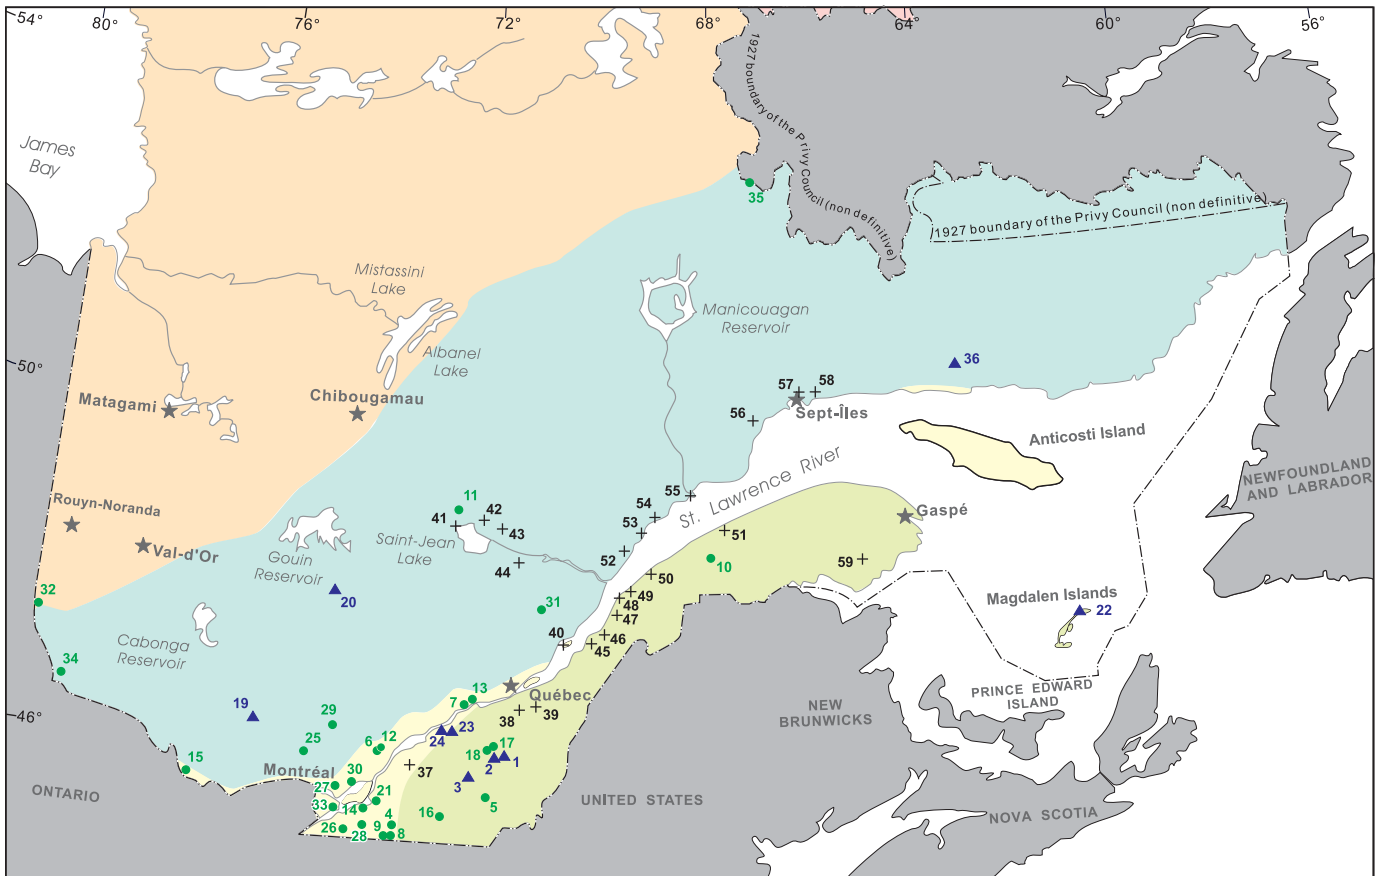 54°
80°
76°
72°
68°
64°
60°
56°
1927 boundary of the Privy Council (non definitive)
James
Bay
35
1927 boundary of the Privy Council (non definitive)
Mistassini
Lake
Manicouagan
Reservoir
Albanel
Lake
50°
36
57
58
Matagami
Chibougamau
Sept-Îles
56
Anticosti Island
St. Lawrence River
NEWFOUNDLAND
AND LABRADOR
Rouyn-Noranda
11
55
54
Gaspé
41
42
43
53
51
Val-d'Or
Saint-Jean
Lake
Gouin
Reservoir
52
10
59
44
50
32
20
31
49
48
47
Magdalen Islands
22
Cabonga
Reservoir
40
46
45
34
Québec
13
7
PRINCE EDWARD
ISLAND
46°
19
29
38
39
NEW
BRUNSWICKS
23
24
25
6
12
17
18
2
1
15
Montréal
37
3
30
27
ONTARIO
UNITED STATES
33
21
14
5
16
NOVA SCOTIA
26
28
9
4
8